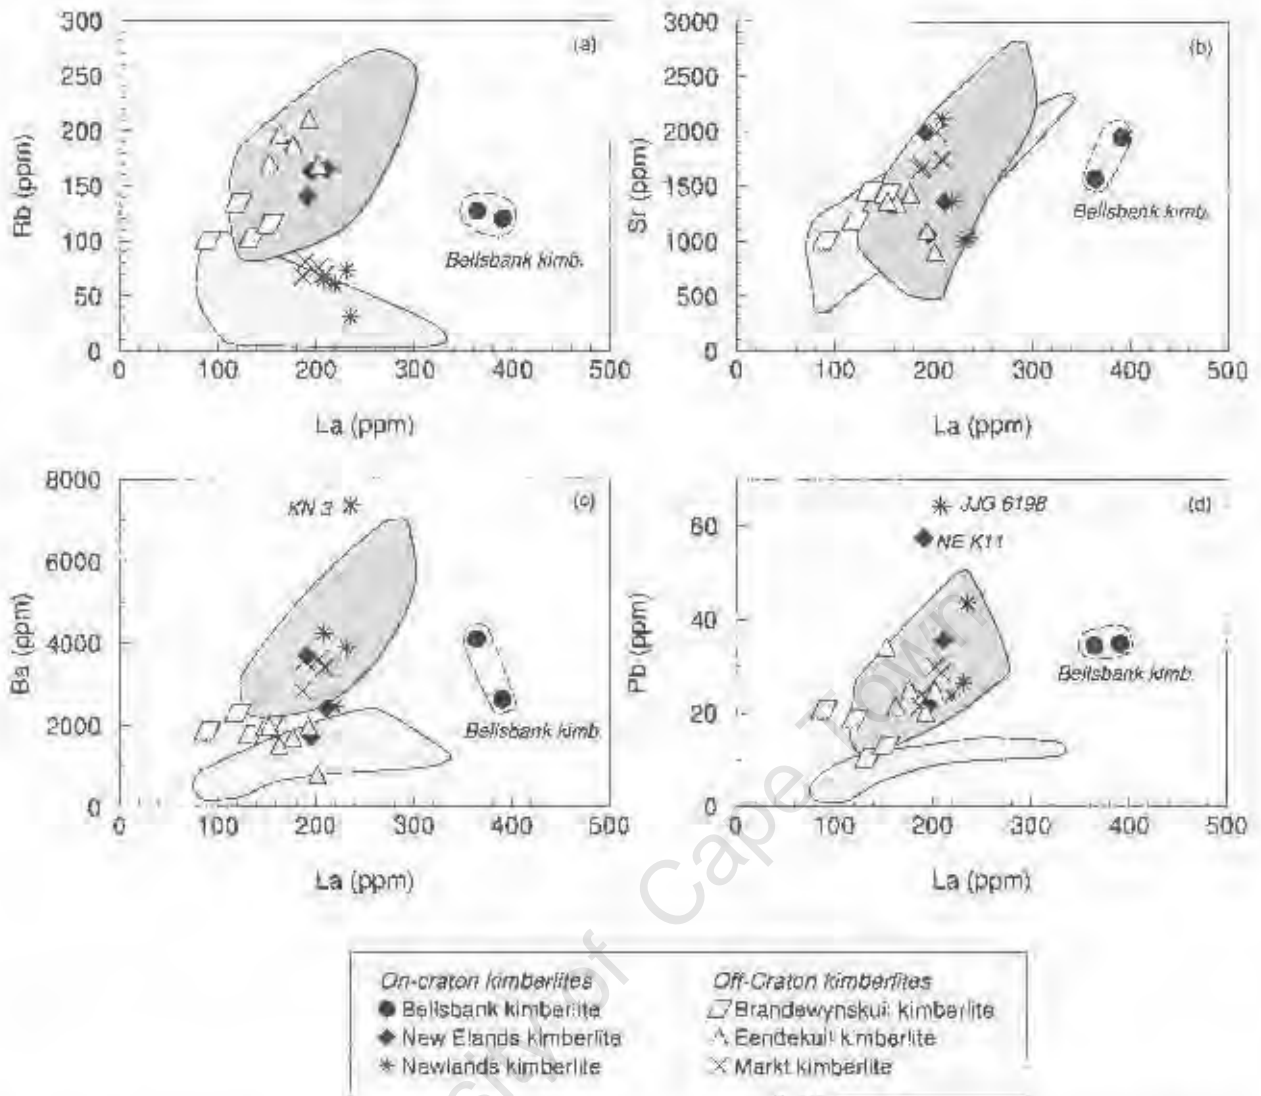 300
250
200
150
100
50
0
Rb (ppm)
(a)
Bellsbank kimb.
0 100 200 300 400 500
La (ppm)
3000
2500
2000
1500
1000
500
0
Sr (ppm)
(b)
Bellsbank kimb.
0 100 200 300 400 500
La (ppm)
8000
6000
4000
2000
0
Ba (ppm)
(c)
KN 3
Bellsbank kimb.
0 100 200 300 400 500
La (ppm)
60
40
20
0
Pb (ppm)
(d)
JJG 619B
NE K11
Bellsbank kimb.
0 100 200 300 400 500
La (ppm)
On-craton kimberlites
Bellsbank kimberlite
New Elands kimberlite
Newlands kimberlite
Off-Craton kimberlites
Brandewynskuil kimberlite
Eendekuil kimberlite
Markt kimberlite
University of Cape Town